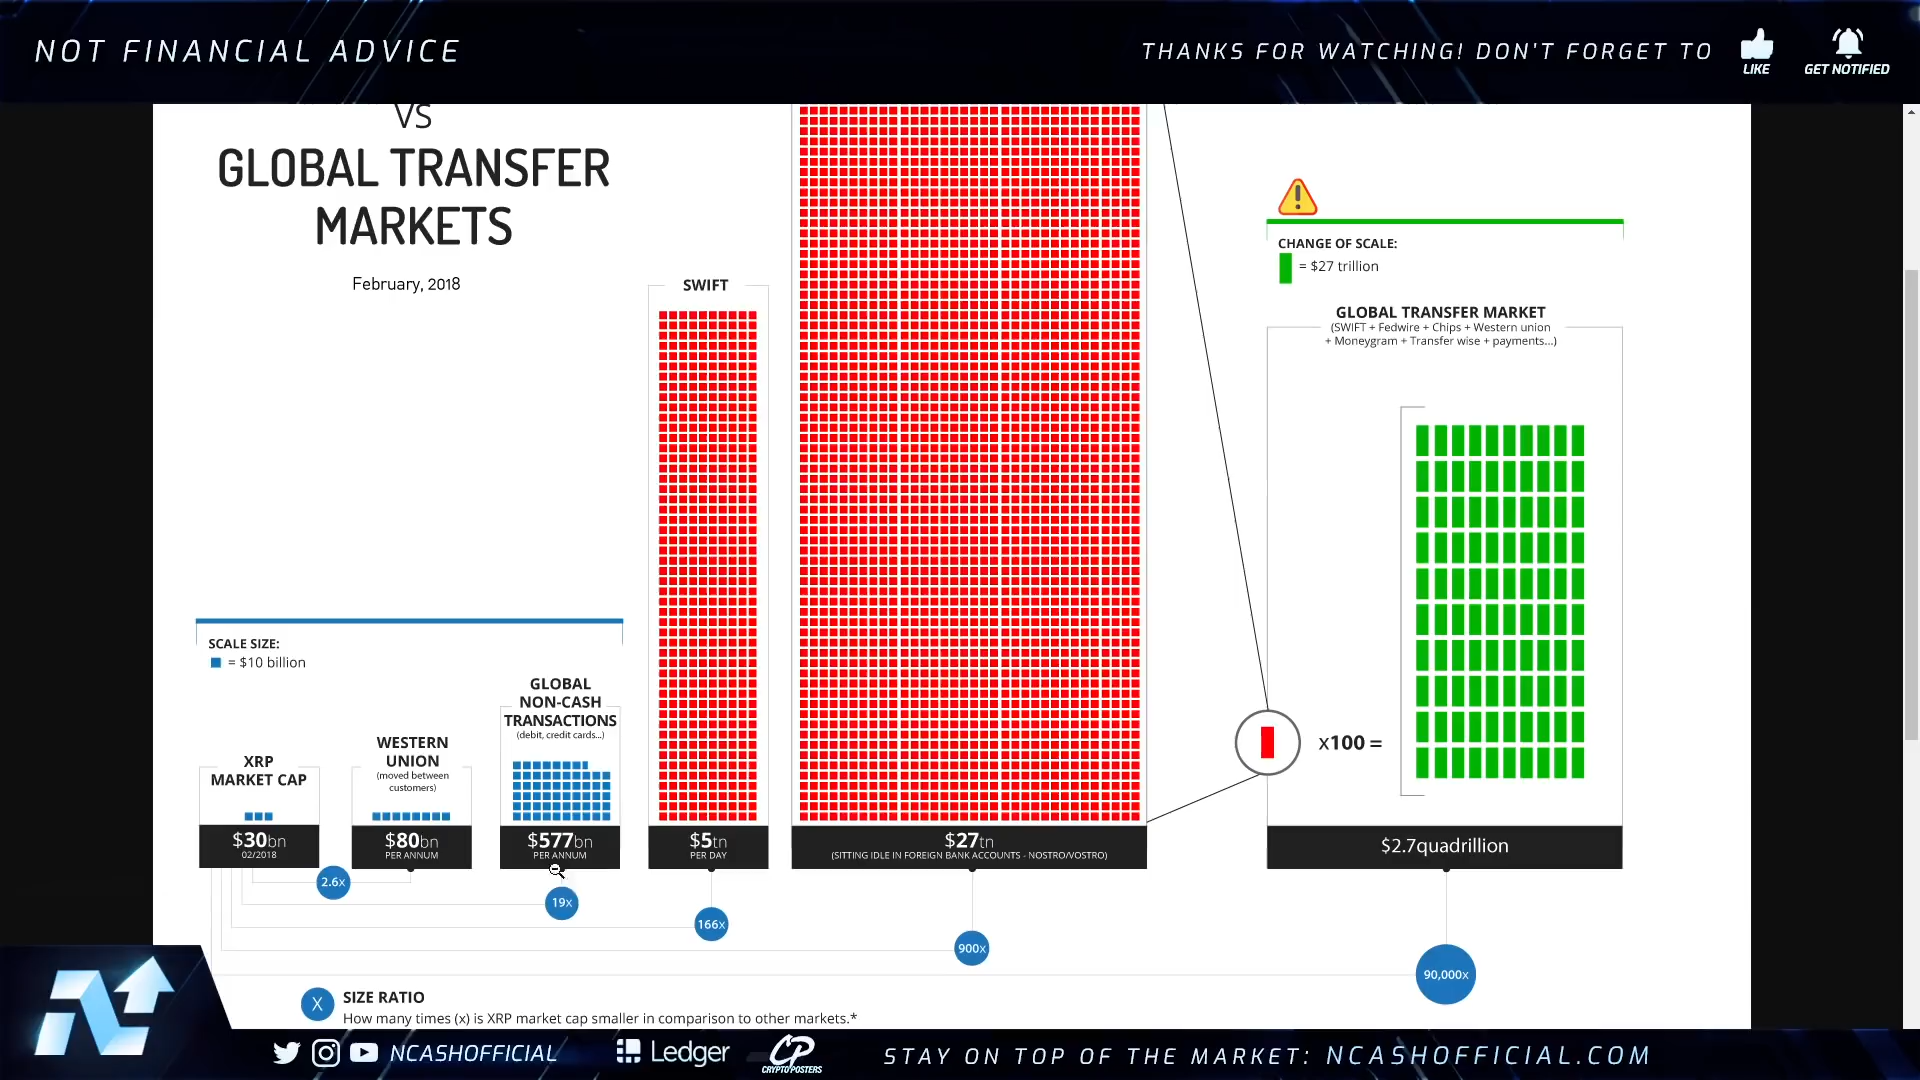 NOT FINANCIAL ADVICE
THANKS FOR WATCHING! DON'T FORGET TO
LIKE
GET NOTIFIED
VS
GLOBAL TRANSFER
MARKETS
February, 2018
SCALE SIZE:
= $10 billion
XRP
MARKET CAP
$30bn
02/2018
WESTERN
UNION
(moved between
customers)
$80bn
PER ANNUM
GLOBAL
NON-CASH
TRANSACTIONS
(debit, credit cards...)
$577bn
PER ANNUM
SWIFT
$5tn
PER DAY
$27tn
(SITTING IDLE IN FOREIGN BANK ACCOUNTS - NOSTRO/VOSTRO)
CHANGE OF SCALE:
= $27 trillion
GLOBAL TRANSFER MARKET
(SWIFT + Fedwire + Chips + Western union
+ Moneygram + Transfer wise + payments...)
x100 =
$2.7quadrillion
2.6x
19x
166x
900x
90,000x
X
SIZE RATIO
How many times (x) is XRP market cap smaller in comparison to other markets.*
NCASHOFFICIAL
Ledger
CP
CRYPTOPOSTERS
STAY ON TOP OF THE MARKET: NCASHOFFICIAL.COM